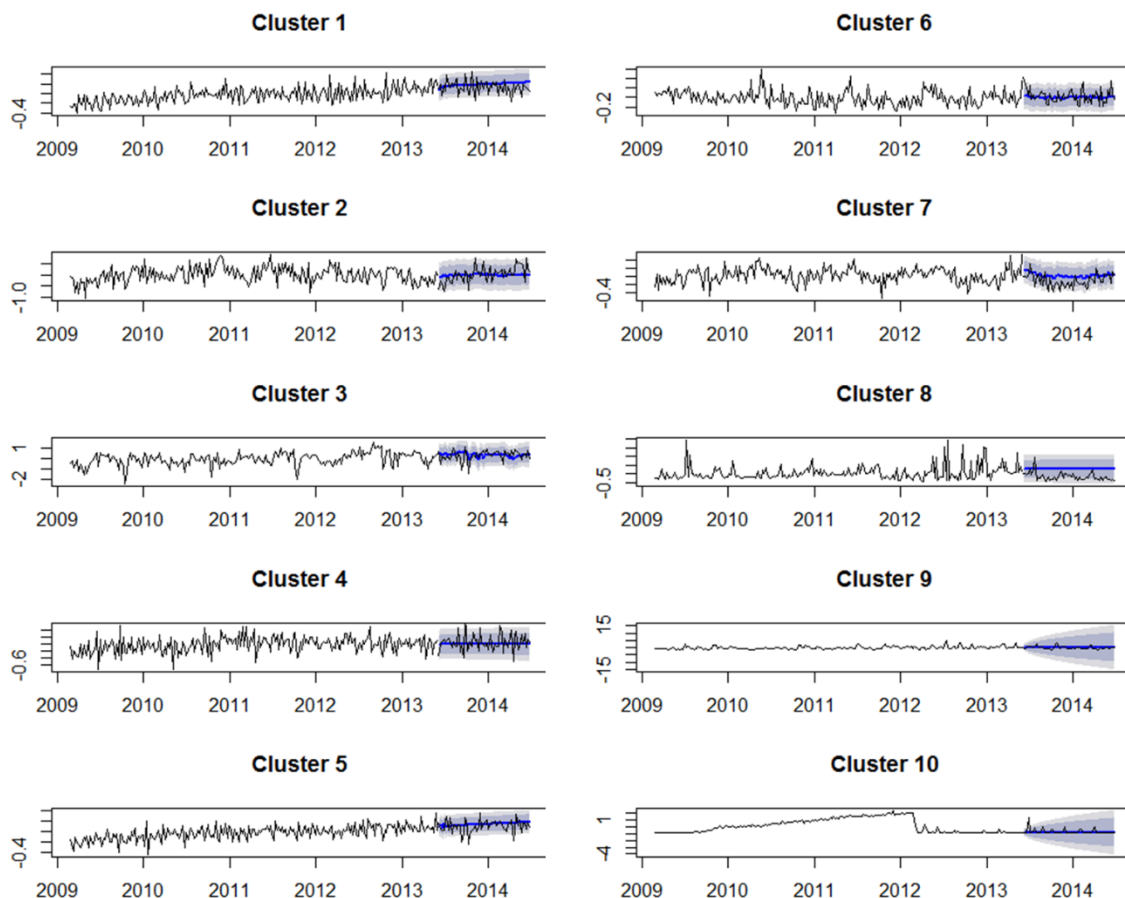 Cluster 1
-0.4
2009 2010 2011 2012 2013 2014
Cluster 2
-1.0
2009 2010 2011 2012 2013 2014
Cluster 3
1
-2
2009 2010 2011 2012 2013 2014
Cluster 4
-0.6
2009 2010 2011 2012 2013 2014
Cluster 5
-0.4
2009 2010 2011 2012 2013 2014
Cluster 6
-0.2
2009 2010 2011 2012 2013 2014
Cluster 7
-0.4
2009 2010 2011 2012 2013 2014
Cluster 8
-0.5
2009 2010 2011 2012 2013 2014
Cluster 9
15
-15
2009 2010 2011 2012 2013 2014
Cluster 10
1
-4
2009 2010 2011 2012 2013 2014